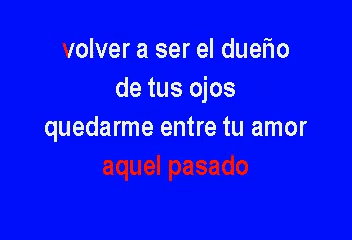 volver a ser el dueño
de tus ojos
quedarme entre tu amor
aquel pasado